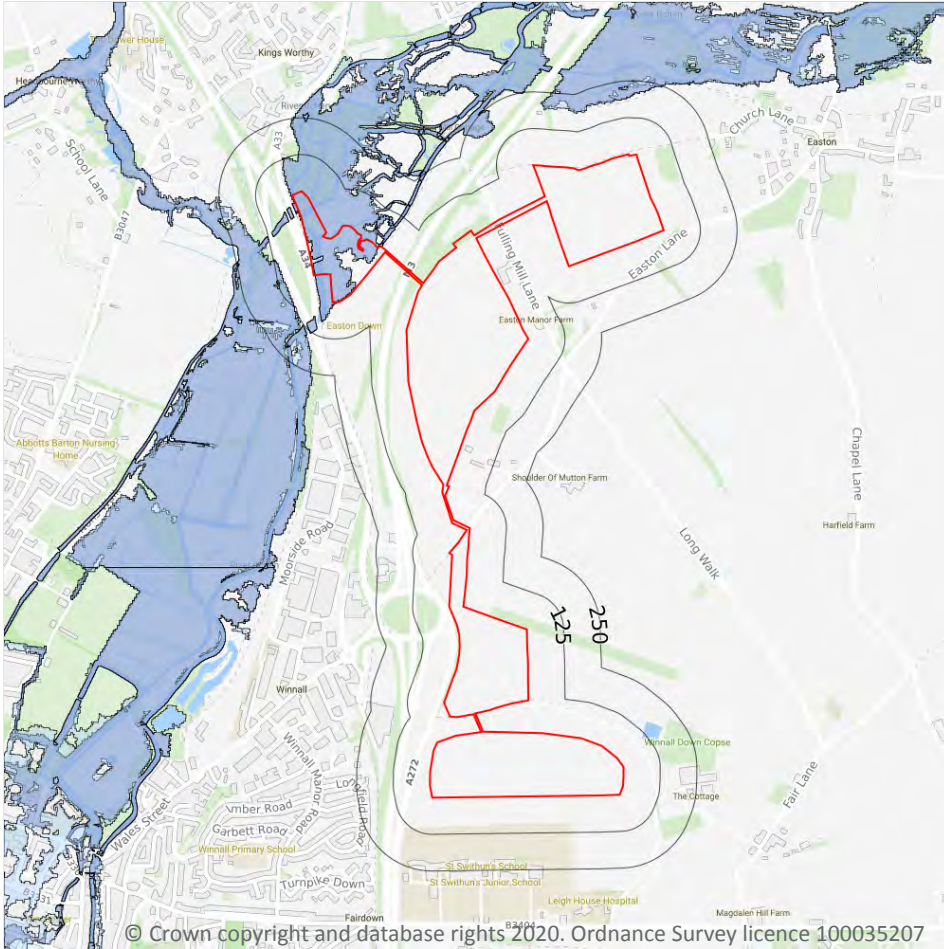 Kings Worthy
A33
School Lane
B3047
Church Lane
Easton
A34
Easton Lane
Easton Manor Farm
Easton Down
Abbotts Barton Nursing
Home
Shoulder Of Mutton Farm
Chapel Lane
Harfield Farm
Long Walk
Moorside Road
125
250
Winnall
Winnall Manor Road
Longfield Road
A272
Winnall Down Copse
The Cottage
Fair Lane
Wales Street
Garbett Road
Winnall Primary School
Turnpike Down
St Swithun's School
St Swithun's Junior School
Leigh House Hospital
Magdalen Hill Farm
Fairdown
B3404
© Crown copyright and database rights 2020. Ordnance Survey licence 100035207